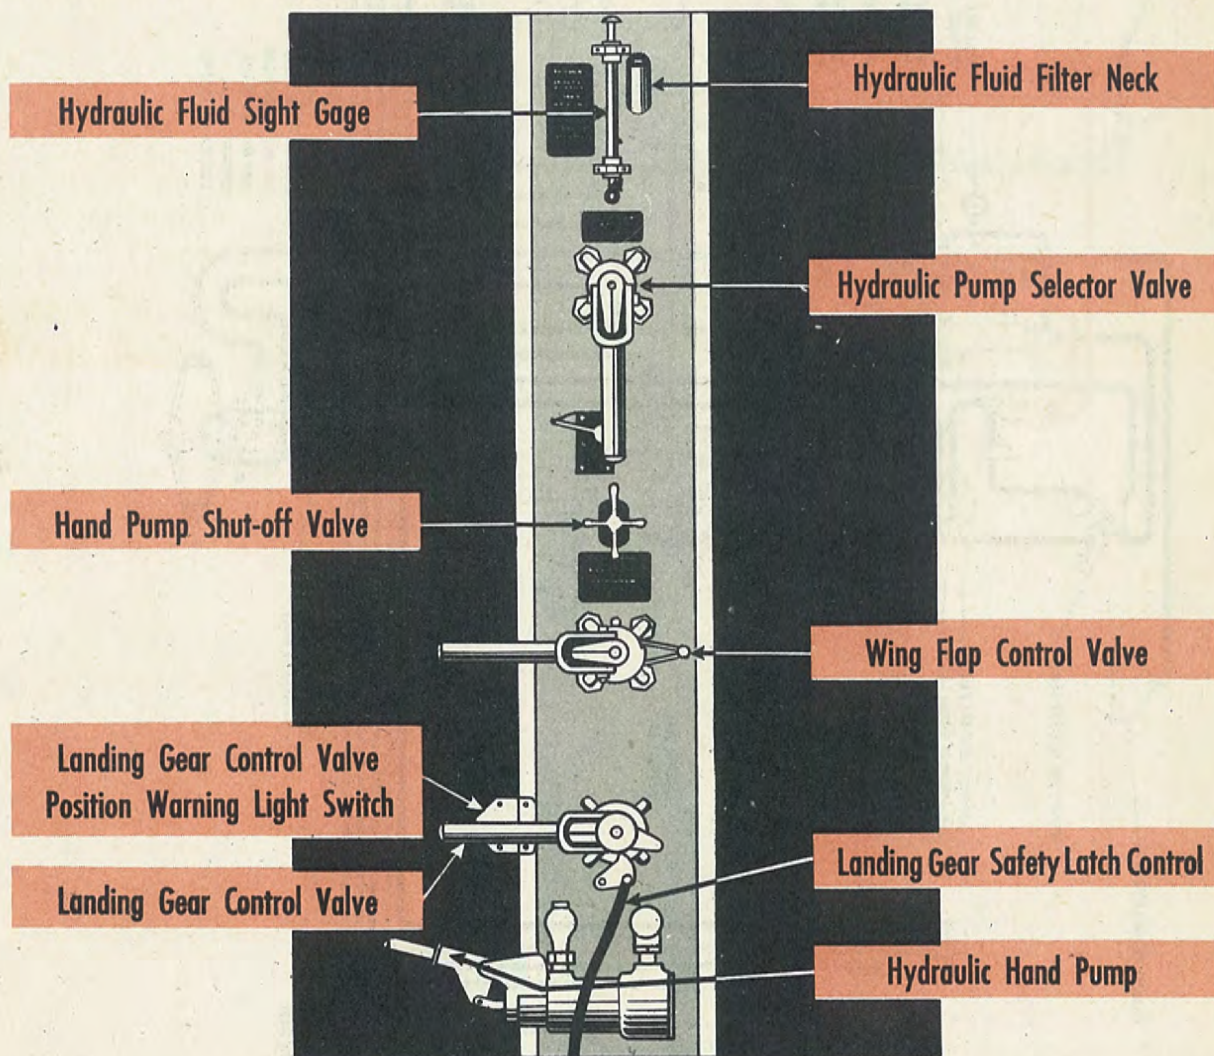 Hydraulic Fluid Sight Gage
Hydraulic Fluid Filter Neck
Hydraulic Pump Selector Valve
Hand Pump Shut-off Valve
Wing Flap Control Valve
Landing Gear Control Valve
Position Warning Light Switch
Landing Gear Control Valve
Landing Gear Safety Latch Control
Hydraulic Hand Pump